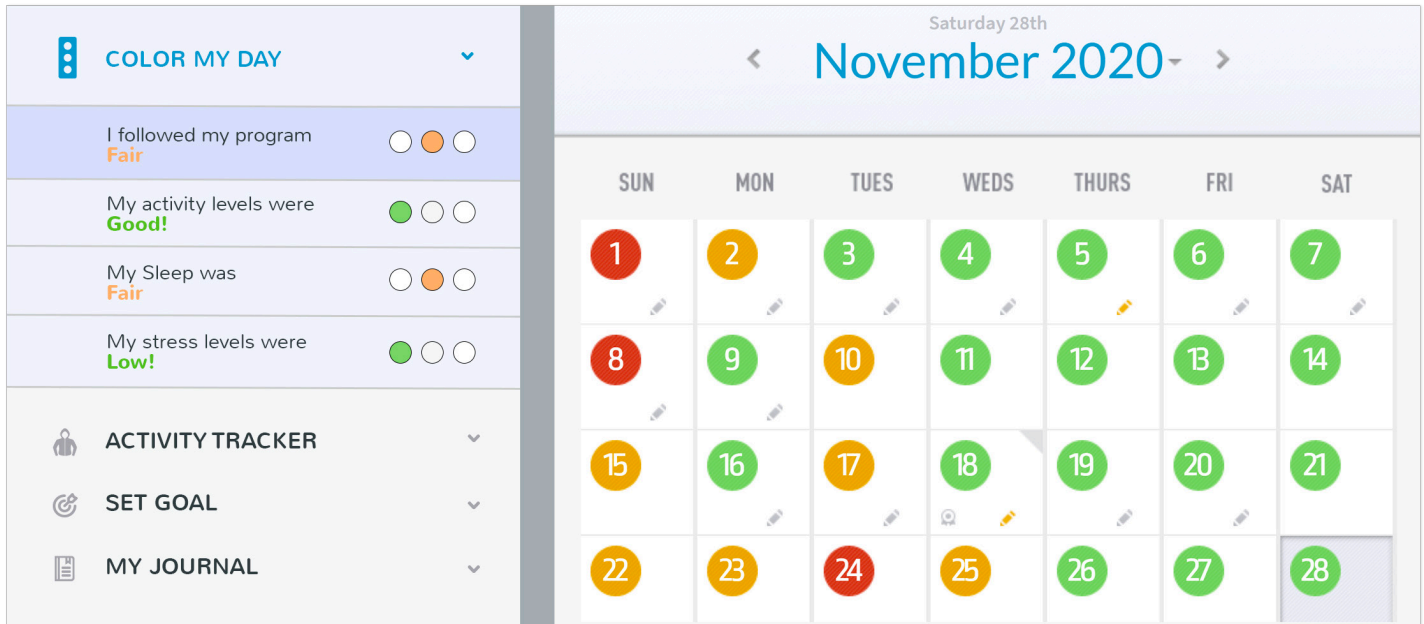 COLOR MY DAY
I followed my program
Fair
My activity levels were
Good!
My Sleep was
Fair
My stress levels were
Low!
ACTIVITY TRACKER
SET GOAL
MY JOURNAL
Saturday 28th
November 2020
SUN MON TUES WEDS THURS FRI SAT
1 2 3 4 5 6 7
8 9 10 11 12 13 14
15 16 17 18 19 20 21
22 23 24 25 26 27 28